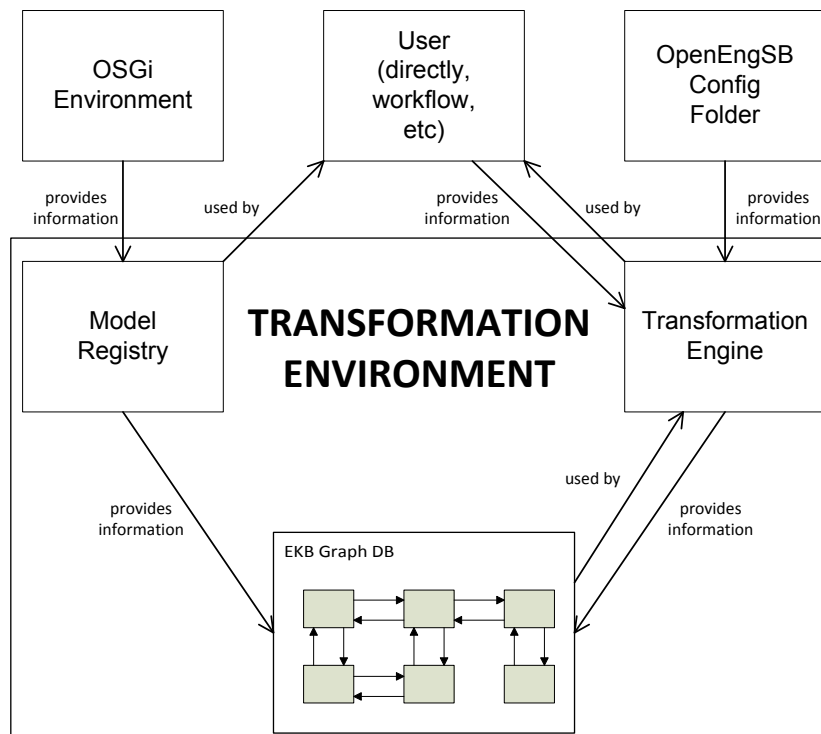 OSGi
Environment
User
(directly,
workflow,
etc)
OpenEngSB
Config
Folder
provides
information
used by
provides
information
used by
provides
information
Model
Registry
TRANSFORMATION
ENVIRONMENT
Transformation
Engine
provides
information
used by
provides
information
EKB Graph DB